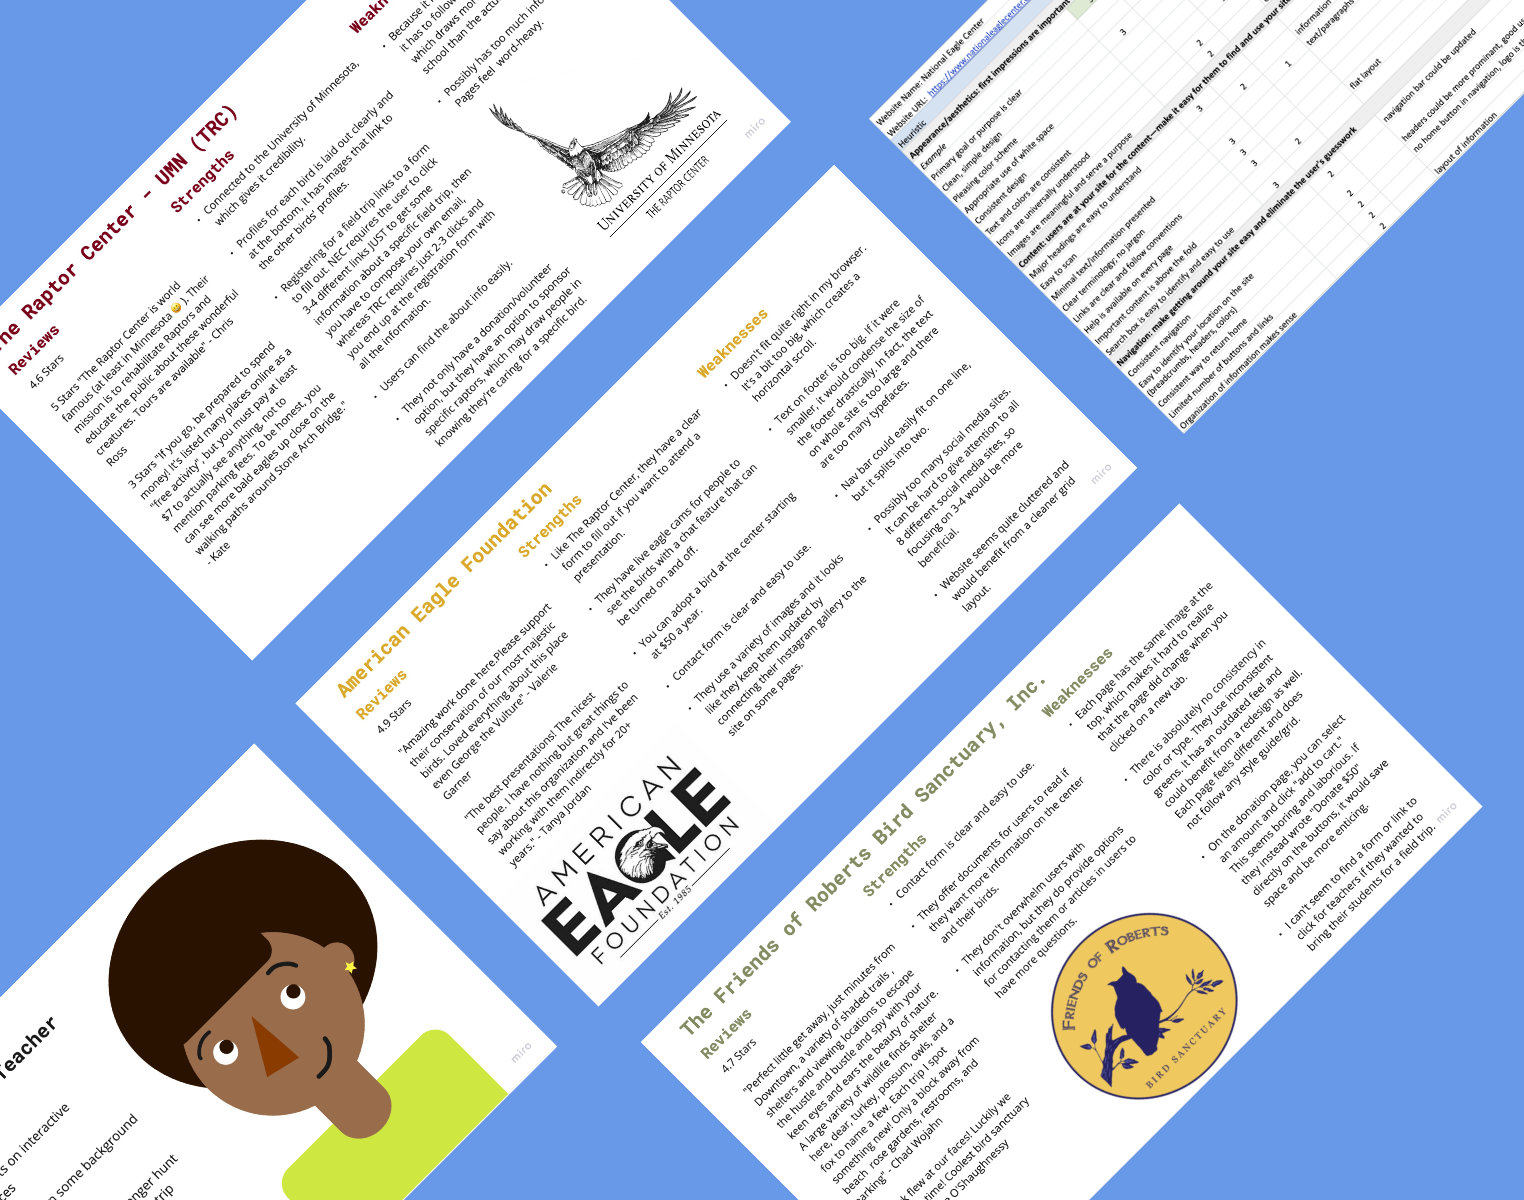 The Raptor Center - UMN (TRC)
Reviews
4.6 Stars
5 Stars "The Raptor Center is world
famous (at least in Minnesota 😀 ). Their
mission is to rehabilitate Raptors and
educate the public about these wonderful
creatures. Tours are available" - Chris
Ross
3 Stars "If you go, be prepared to spend
money! It's listed many places online as a
"free activity", but you must pay at least
$7 to actually see anything, not to
mention parking fees. To be honest, you
can see more bald eagles up close on the
walking paths around Stone Arch Bridge."
- Kate
Strengths
• Connected to the University of Minnesota,
which gives it credibility.
• Profiles for each bird is laid out clearly and
at the bottom, it has images that link to
the other birds' profiles.
• Registering for a field trip links to a form
to fill out. NEC requires the user to click
3-4 different links JUST to get some
information about a specific field trip, then
you have to compose your own email,
whereas TRC requires just 2-3 clicks and
you end up at the registration form with
all the information.
• Users can find the about info easily.
• They not only have a donation/volunteer
option, but they have an option to sponsor
specific raptors, which may draw people in
knowing they're caring for a specific bird.
• Because it
it has to follow
which draws mor
school than the actu
• Possibly has too much info
Pages feel word-heavy.
UNIVERSITY OF MINNESOTA
THE RAPTOR CENTER
miro
Website Name: National Eagle Center
Website URL: https://www.nationaleaglecenter.
Heuristic
Appearance/aesthetics: first impressions are important
Example
Primary goal or purpose is clear
Clean, simple design
Pleasing color scheme
Appropriate use of white space
Consistent design
Text and colors are consistent
Icons are universally understood
Images are meaningful and serve a purpose
Content: users are at your site for the content—make it easy for them to find and use your site
Major headings are easy to understand
Easy to scan
Minimal text/information presented
Clear terminology; no jargon
Links are clear and follow conventions
Help is available on every page
Important content is above the fold
Search box is easy to identify and easy to use
Navigation: make getting around your site easy and eliminate the user's guesswork
Consistent navigation
Easy to identify your location on the site
(breadcrumbs, headers, colors)
Consistent way to return home
Limited number of buttons and links
Organization of information makes sense
3
2
2
3
2
1
3
3
3
2
3
2
2
2
2
information
text/paragraphs
flat layout
navigation bar could be updated
headers could be more prominent, good us
no home button in navigation, logo is th
layout of information
American Eagle Foundation
Reviews
4.9 Stars
"Amazing work done here.Please support
their conservation of our most majestic
birds. Loved everything about this place
even George the Vulture" - Valerie
Garner
"The best presentations! The nicest
people. I have nothing but great things to
say about this organization and I've been
working with them indirectly for 20+
years." - Tanya Jordan
Strengths
• Like The Raptor Center, they have a clear
form to fill out if you want to attend a
presentation.
• They have live eagle cams for people to
see the birds with a chat feature that can
be turned on and off.
• You can adopt a bird at the center starting
at $50 a year.
• Contact form is clear and easy to use.
• They use a variety of images and it looks
like they keep them updated by
connecting their instagram gallery to the
site on some pages.
Weaknesses
• Doesn't fit quite right in my browser.
It's a bit too big, which creates a
horizontal scroll.
• Text on footer is too big. If it were
smaller, it would condense the size of
the footer drastically. In fact, the text
on whole site is too large and there
are too many typefaces.
• Nav bar could easily fit on one line,
but it splits into two.
• Possibly too many social media sites.
It can be hard to give attention to all
8 different social media sites, so
focusing on 3-4 would be more
beneficial.
• Website seems quite cluttered and
would benefit from a cleaner grid
layout.
AMERICAN
EAGLE
FOUNDATION
Est. 1985
miro
The Friends of Roberts Bird Sanctuary, Inc.
Reviews
4.7 Stars
"Perfect little get away, just minutes from
Downtown, a variety of shaded trails ,
shelters and viewing locations to escape
the hustle and bustle and spy with your
keen eyes and ears the beauty of nature.
A large variety of wildlife finds shelter
here, dear, turkey, possum, owls, and a
fox to name a few. Each trip I spot
something new! Only a block away from
beach rose gardens, restrooms, and
arking" - Chad Wojahn
k flew at our faces! Luckily we
time! Coolest bird sanctuary
O'Shaughnessy
Strengths
• Contact form is clear and easy to use.
• They offer documents for users to read if
they want more information on the center
and their birds.
• They don't overwhelm users with
information, but they do provide options
for contacting them or articles in users to
have more questions.
Weaknesses
• Each page has the same image at the
top, which makes it hard to realize
that the page did change when you
clicked on a new tab.
• There is absolutely no consistency in
color or type. They use inconsistent
greens. It has an outdated feel and
could benefit from a redesign as well.
Each page feels different and does
not follow any style guide/grid.
• On the donation page, you can select
an amount and click "add to cart."
This seems boring and laborious. If
they instead wrote "Donate $50"
directly on the buttons, it would save
space and be more enticing.
• I can't seem to find a form or link to
click for teachers if they wanted to
bring their students for a field trip.
FRIENDS OF ROBERTS
BIRD SANCTUARY
miro
Teacher
s on interactive
ces
some background
nger hunt
trip
miro